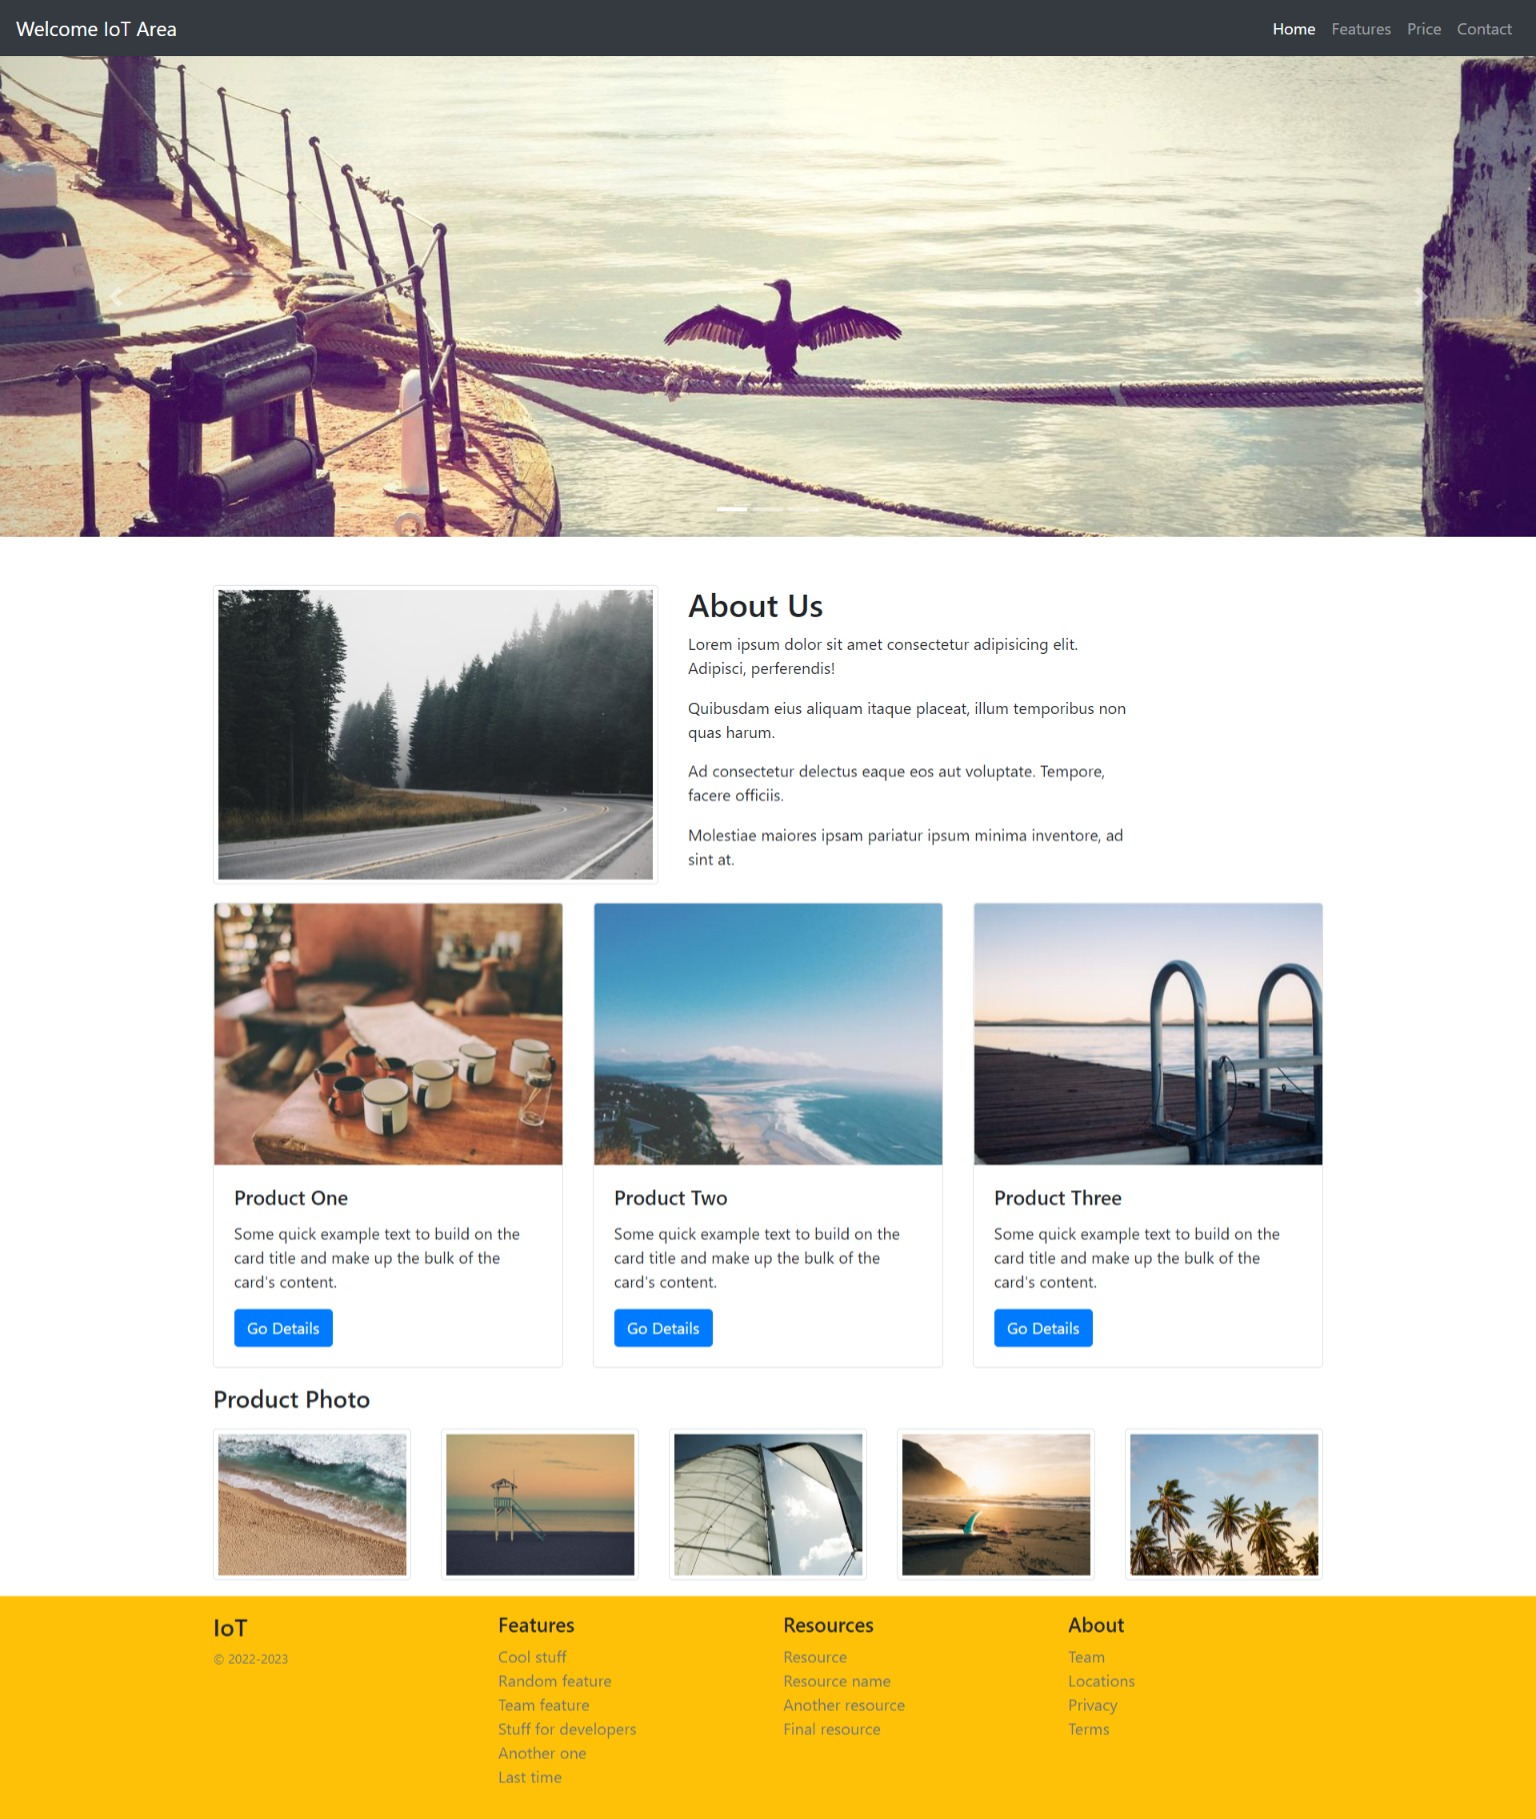 Welcome IoT Area
Home Features Price Contact
About Us
Lorem ipsum dolor sit amet consectetur adipisicing elit.
Adipisci, perferendis!
Quibusdam eius aliquam itaque placeat, illum temporibus non
quas harum.
Ad consectetur delectus eaque eos aut voluptate. Tempore,
facere officiis.
Molestiae maiores ipsam pariatur ipsum minima inventore, ad
sint at.
Product One
Some quick example text to build on the
card title and make up the bulk of the
card's content.
Go Details
Product Two
Some quick example text to build on the
card title and make up the bulk of the
card's content.
Go Details
Product Three
Some quick example text to build on the
card title and make up the bulk of the
card's content.
Go Details
Product Photo
IoT
© 2022-2023
Features
Cool stuff
Random feature
Team feature
Stuff for developers
Another one
Last time
Resources
Resource
Resource name
Another resource
Final resource
About
Team
Locations
Privacy
Terms